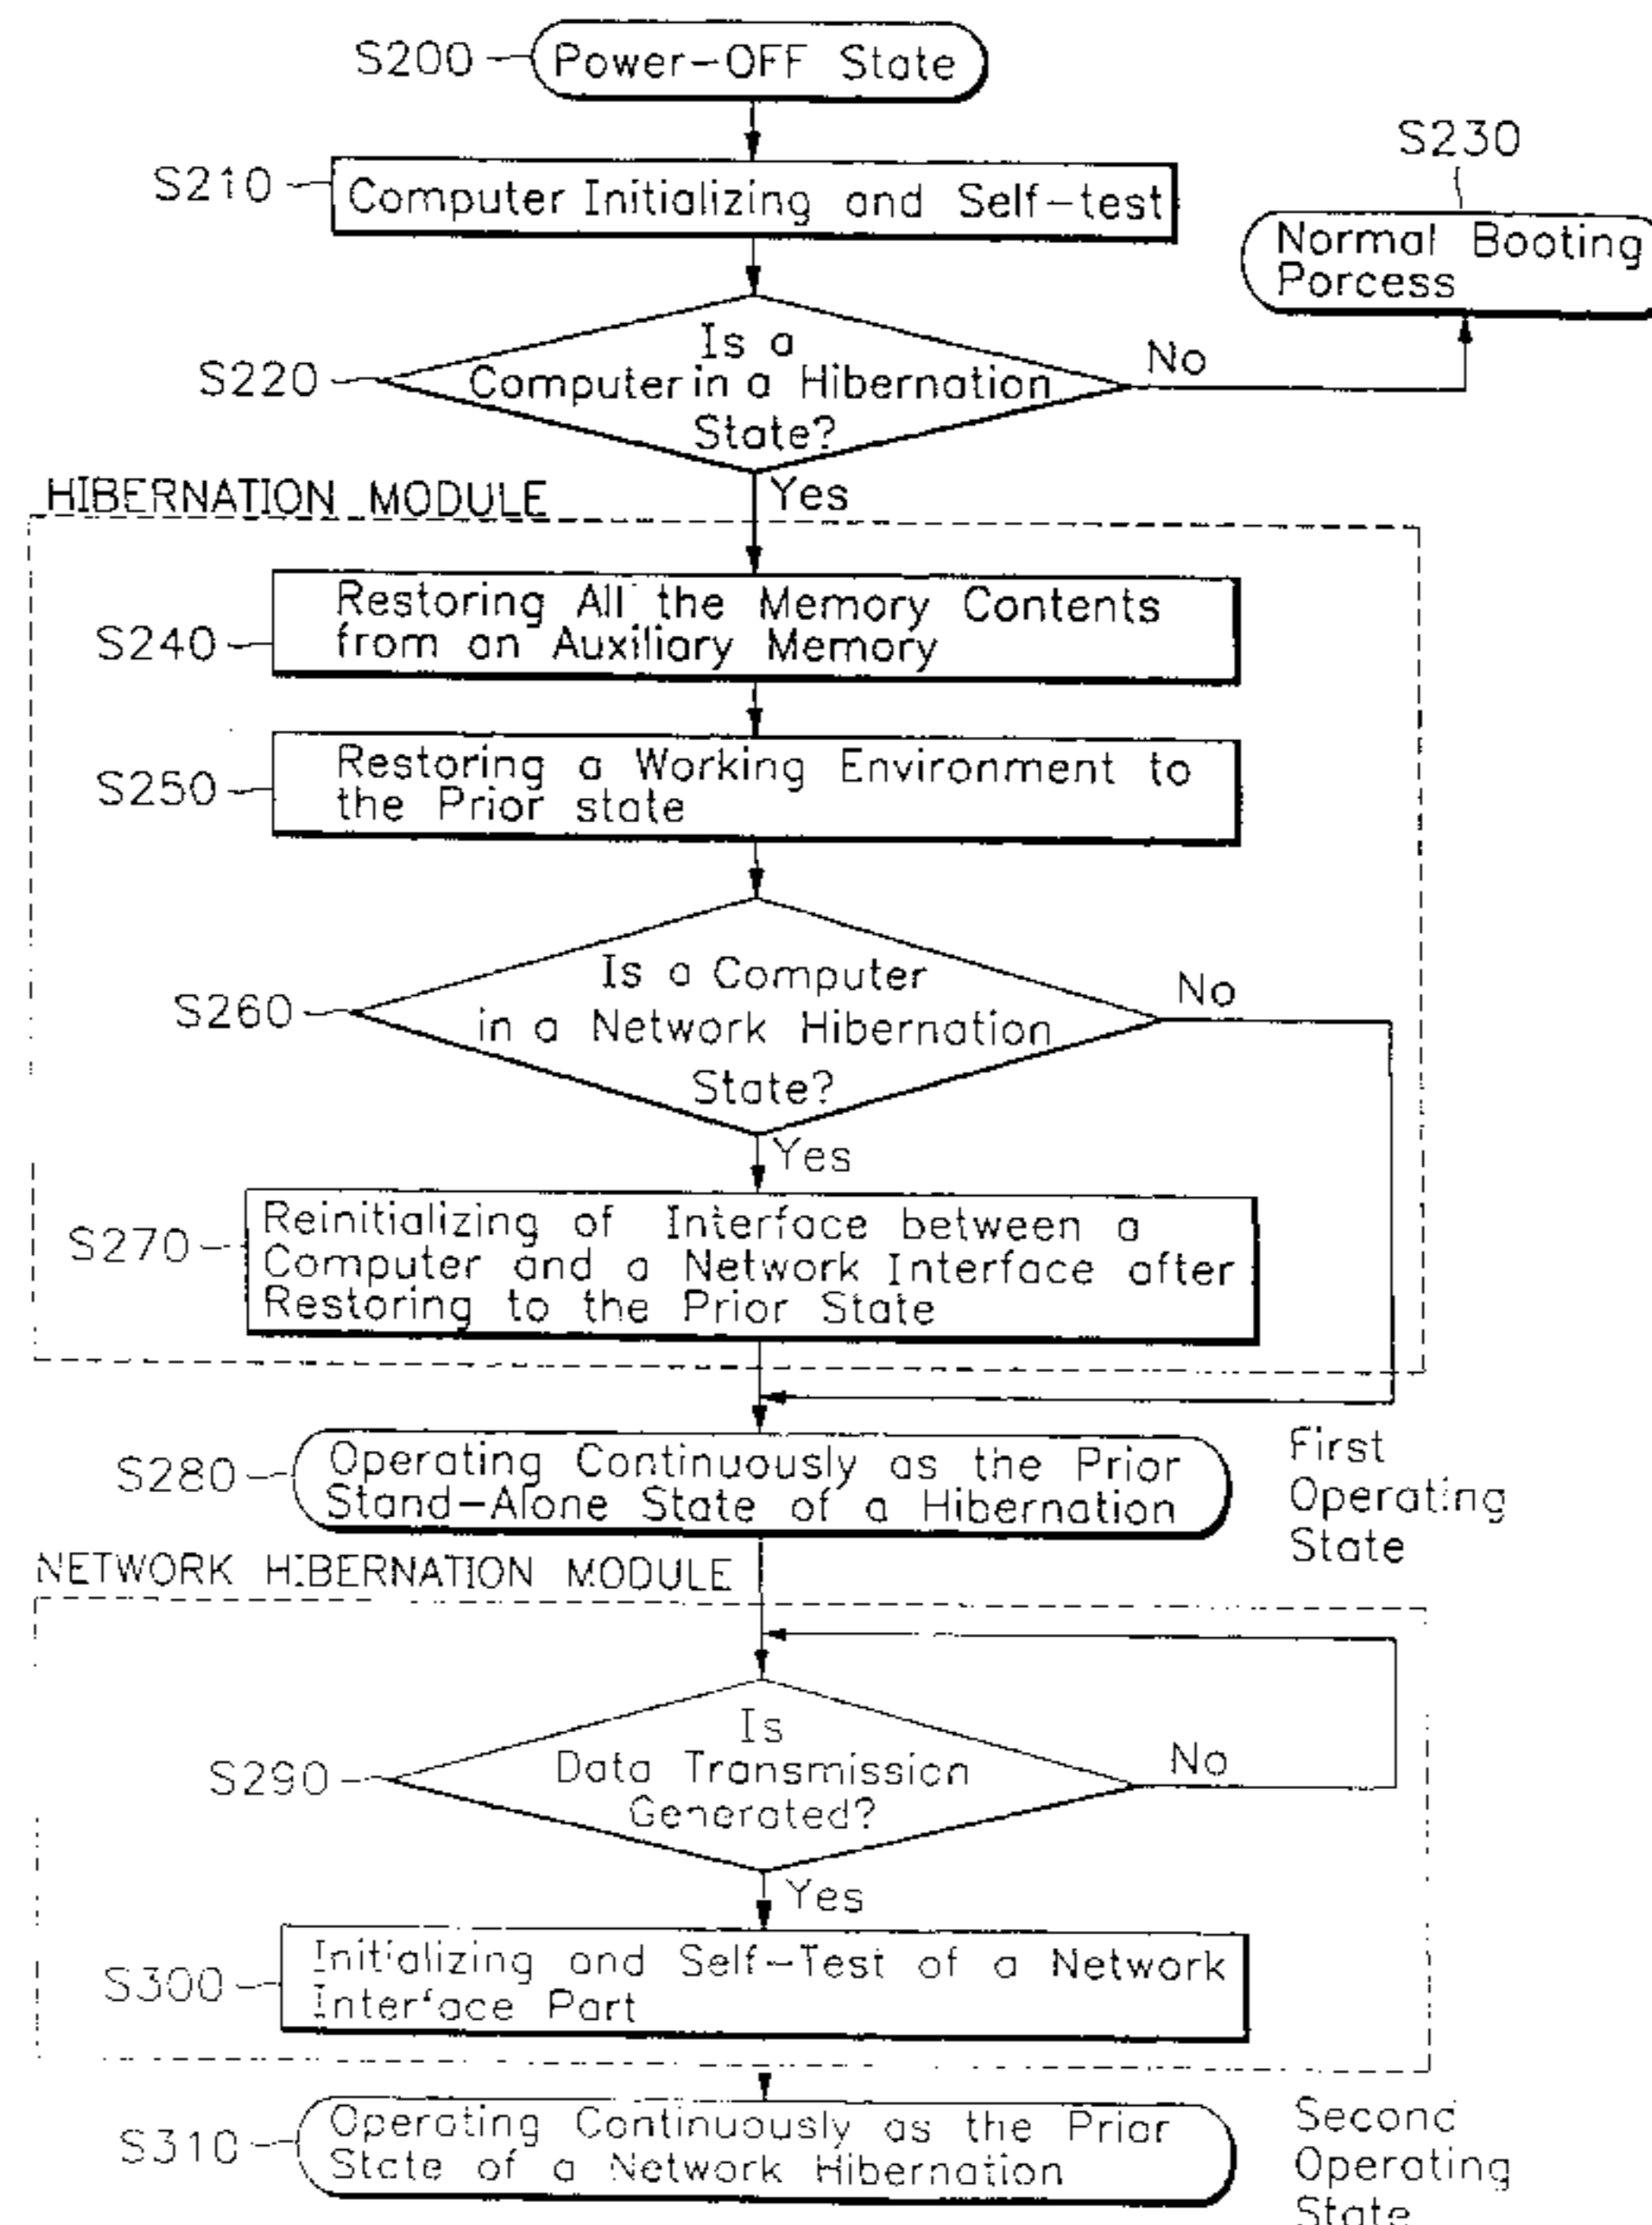 S200
Power-OFF State
S210
Computer Initializing and Self-test
S230
Normal Booting
Porcess
S220
Is a
Computer in a Hibernation
State?
No
Yes
HIBERNATION MODULE
S240
Restoring All the Memory Contents
from an Auxiliary Memory
S250
Restoring a Working Environment to
the Prior state
S260
Is a Computer
in a Network Hibernation
State?
No
Yes
S270
Reinitializing of Interface between a
Computer and a Network Interface after
Restoring to the Prior State
S280
Operating Continuously as the Prior
Stand-Alone State of a Hibernation
First
Operating
State
NETWORK HIBERNATION MODULE
S290
Is
Data Transmission
Generated?
No
Yes
S300
Initializing and Self-Test of a Network
Interface Part
S310
Operating Continuously as the Prior
State of a Network Hibernation
Second
Operating
State